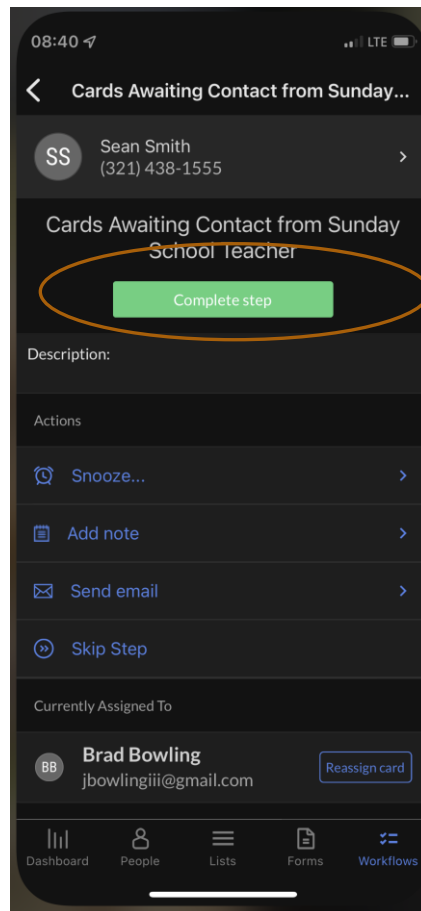 08:40
LTE
Cards Awaiting Contact from Sunday...
SS
Sean Smith
(321) 438-1555
Cards Awaiting Contact from Sunday
School Teacher
Complete step
Description:
Actions
Snooze...
Add note
Send email
Skip Step
Currently Assigned To
BB
Brad Bowling
jbowlingiii@gmail.com
Reassign card
Dashboard
People
Lists
Forms
Workflows